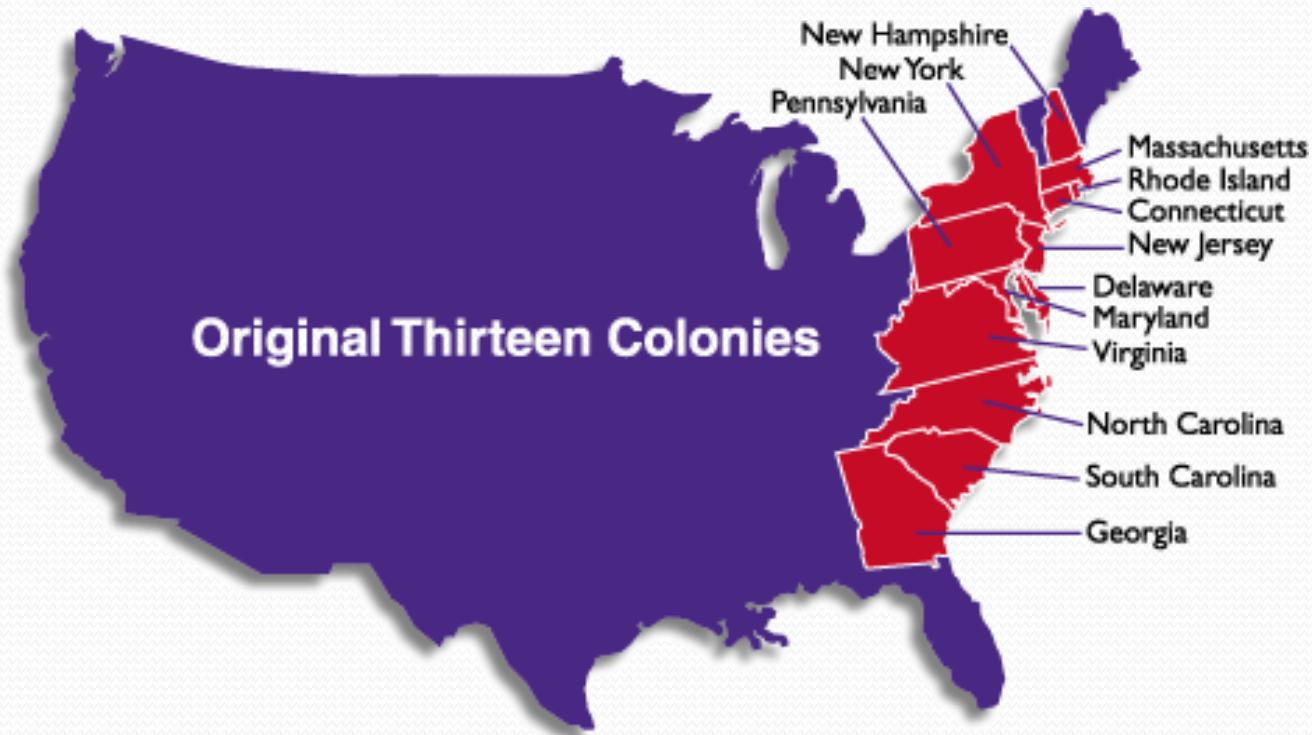 New Hampshire
New York
Pennsylvania
Massachusetts
Rhode Island
Connecticut
New Jersey
Delaware
Maryland
Original Thirteen Colonies
Virginia
North Carolina
South Carolina
Georgia